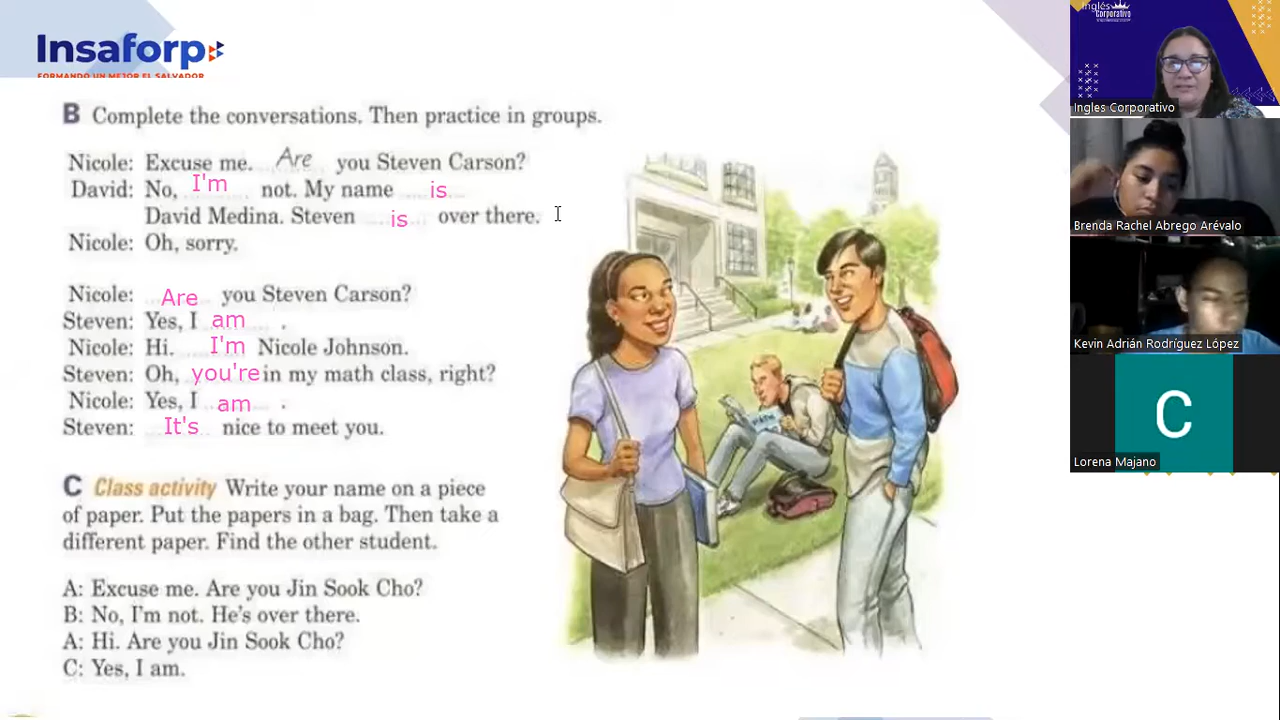 Insaforp
FORMANDO UN MEJOR EL SALVADOR
B Complete the conversations. Then practice in groups.
Nicole: Excuse me. Are you Steven Carson?
David: No, I'm not. My name is
David Medina. Steven is over there.
Nicole: Oh, sorry.
Nicole: Are you Steven Carson?
Steven: Yes, I am .
Nicole: Hi. I'm Nicole Johnson.
Steven: Oh, you're in my math class, right?
Nicole: Yes, I am .
Steven: It's nice to meet you.
C Class activity Write your name on a piece
of paper. Put the papers in a bag. Then take a
different paper. Find the other student.
A: Excuse me. Are you Jin Sook Cho?
B: No, I'm not. He's over there.
A: Hi. Are you Jin Sook Cho?
C: Yes, I am.
Inglés
Corporativo
Ingles Corporativo
Brenda Rachel Abrego Arévalo
Kevin Adrián Rodríguez López
C
Lorena Majano